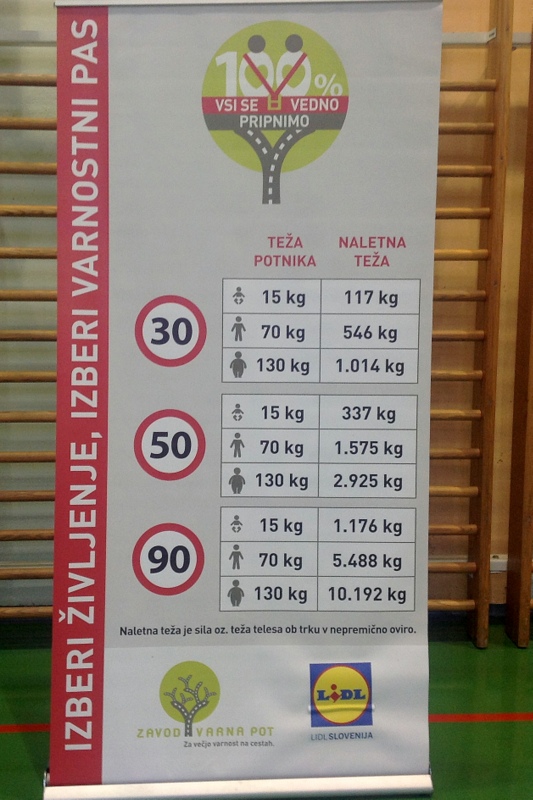 IZBERI ŽIVLJENJE, IZBERI VARNOSTNI PAS
100%
VSI SE VEDNO
PRIPNIMO
TEŽA POTNIKA NALETNA TEŽA
30
15 kg 117 kg
70 kg 546 kg
130 kg 1.014 kg
50
15 kg 337 kg
70 kg 1.575 kg
130 kg 2.925 kg
90
15 kg 1.176 kg
70 kg 5.488 kg
130 kg 10.192 kg
Naletna teža je sila oz. teža telesa ob trku v nepremično oviro.
ZAVOD VARNA POT
Za večjo varnost na cestah.
LIDL
LIDL SLOVENIJA